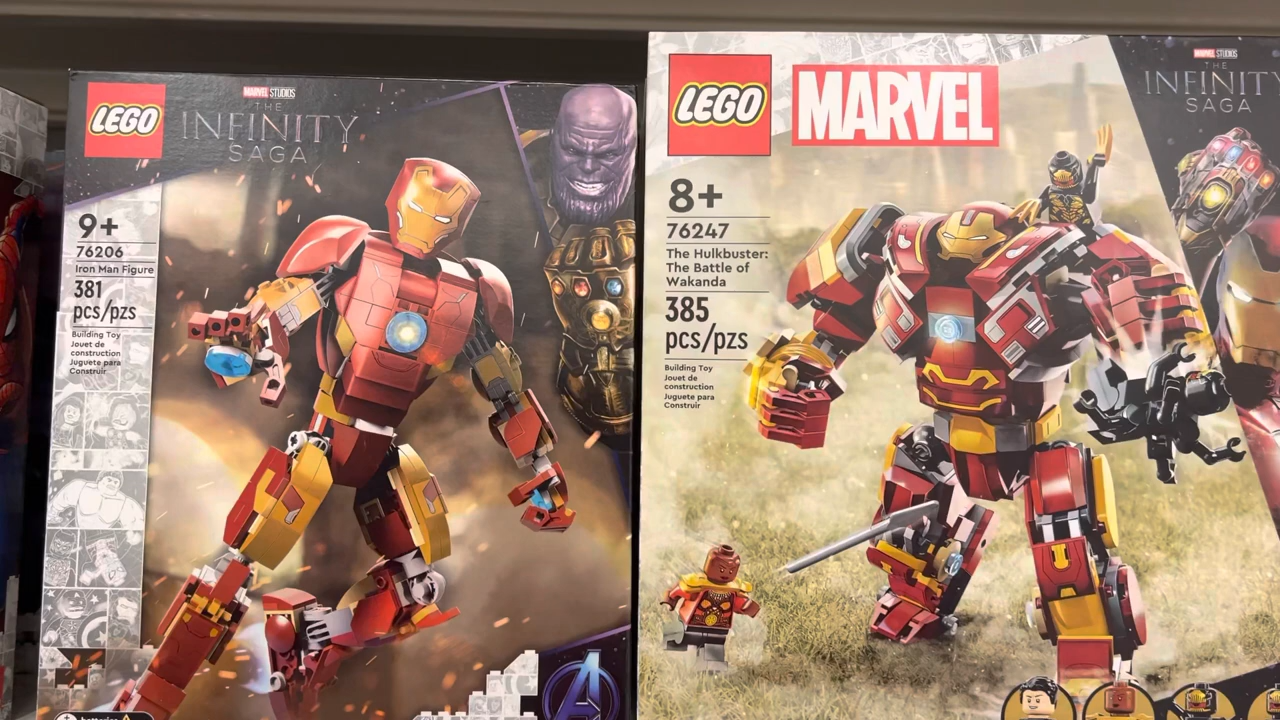 LEGO
MARVEL STUDIOS
THE
INFINITY
SAGA
9+
76206
Iron Man Figure
381
pcs/pzs
Building Toy
Jouet de
construction
Juguete para
Construir
LEGO
MARVEL
8+
76247
The Hulkbuster:
The Battle of
Wakanda
385
pcs/pzs
Building Toy
Jouet de
construction
Juguete para
Construir
MARVEL STUDIOS
THE
INFINITY
SAGA